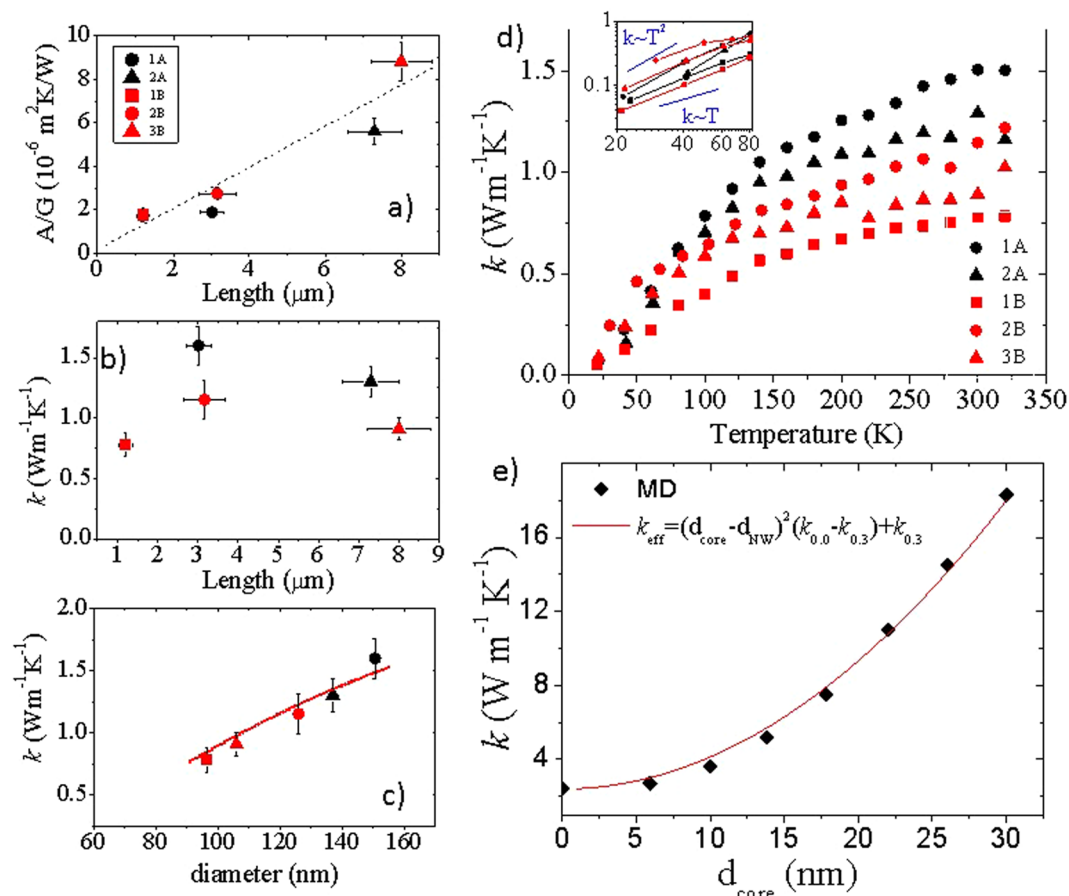 a)
A/G (10⁻⁶ m²K/W)
10
8
6
4
2
0
1A
2A
1B
2B
3B
0 2 4 6 8
Length (μm)
b)
k (Wm⁻¹K⁻¹)
1.5
1.0
0.5
0.0
1 2 3 4 5 6 7 8 9
Length (μm)
c)
k (Wm⁻¹K⁻¹)
2.0
1.5
1.0
0.5
60 80 100 120 140 160
diameter (nm)
d)
k (Wm⁻¹K⁻¹)
1.5
1.0
0.5
0.0
1
0.1
k~T²
k~T
20 40 60 80
1A
2A
1B
2B
3B
0 50 100 150 200 250 300 350
Temperature (K)
e)
MD
k_eff=(d_core-d_NW)²(k_0.0-k_0.3)+k_0.3
k (W m⁻¹ K⁻¹)
16
12
8
4
0 5 10 15 20 25 30
d_core (nm)